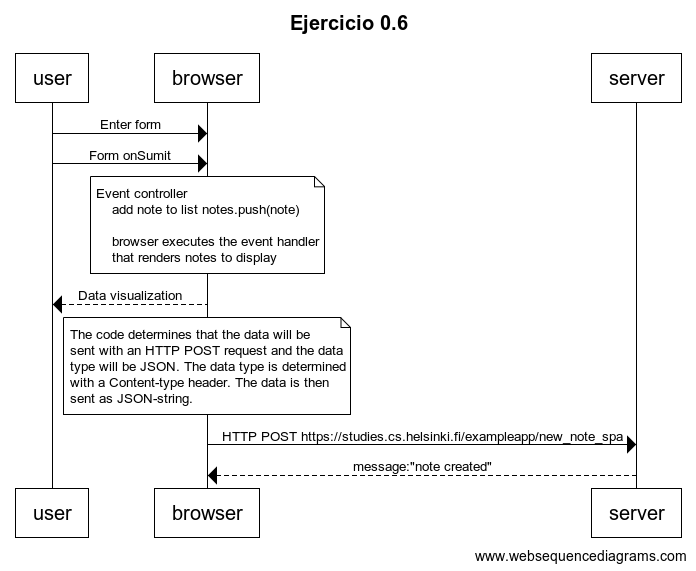 Ejercicio 0.6
user
browser
server
Enter form
Form onSumit
Event controller
add note to list notes.push(note)
browser executes the event handler
that renders notes to display
Data visualization
The code determines that the data will be
sent with an HTTP POST request and the data
type will be JSON. The data type is determined
with a Content-type header. The data is then
sent as JSON-string.
HTTP POST https://studies.cs.helsinki.fi/exampleapp/new_note_spa
message:"note created"
user
browser
server
www.websequencediagrams.com